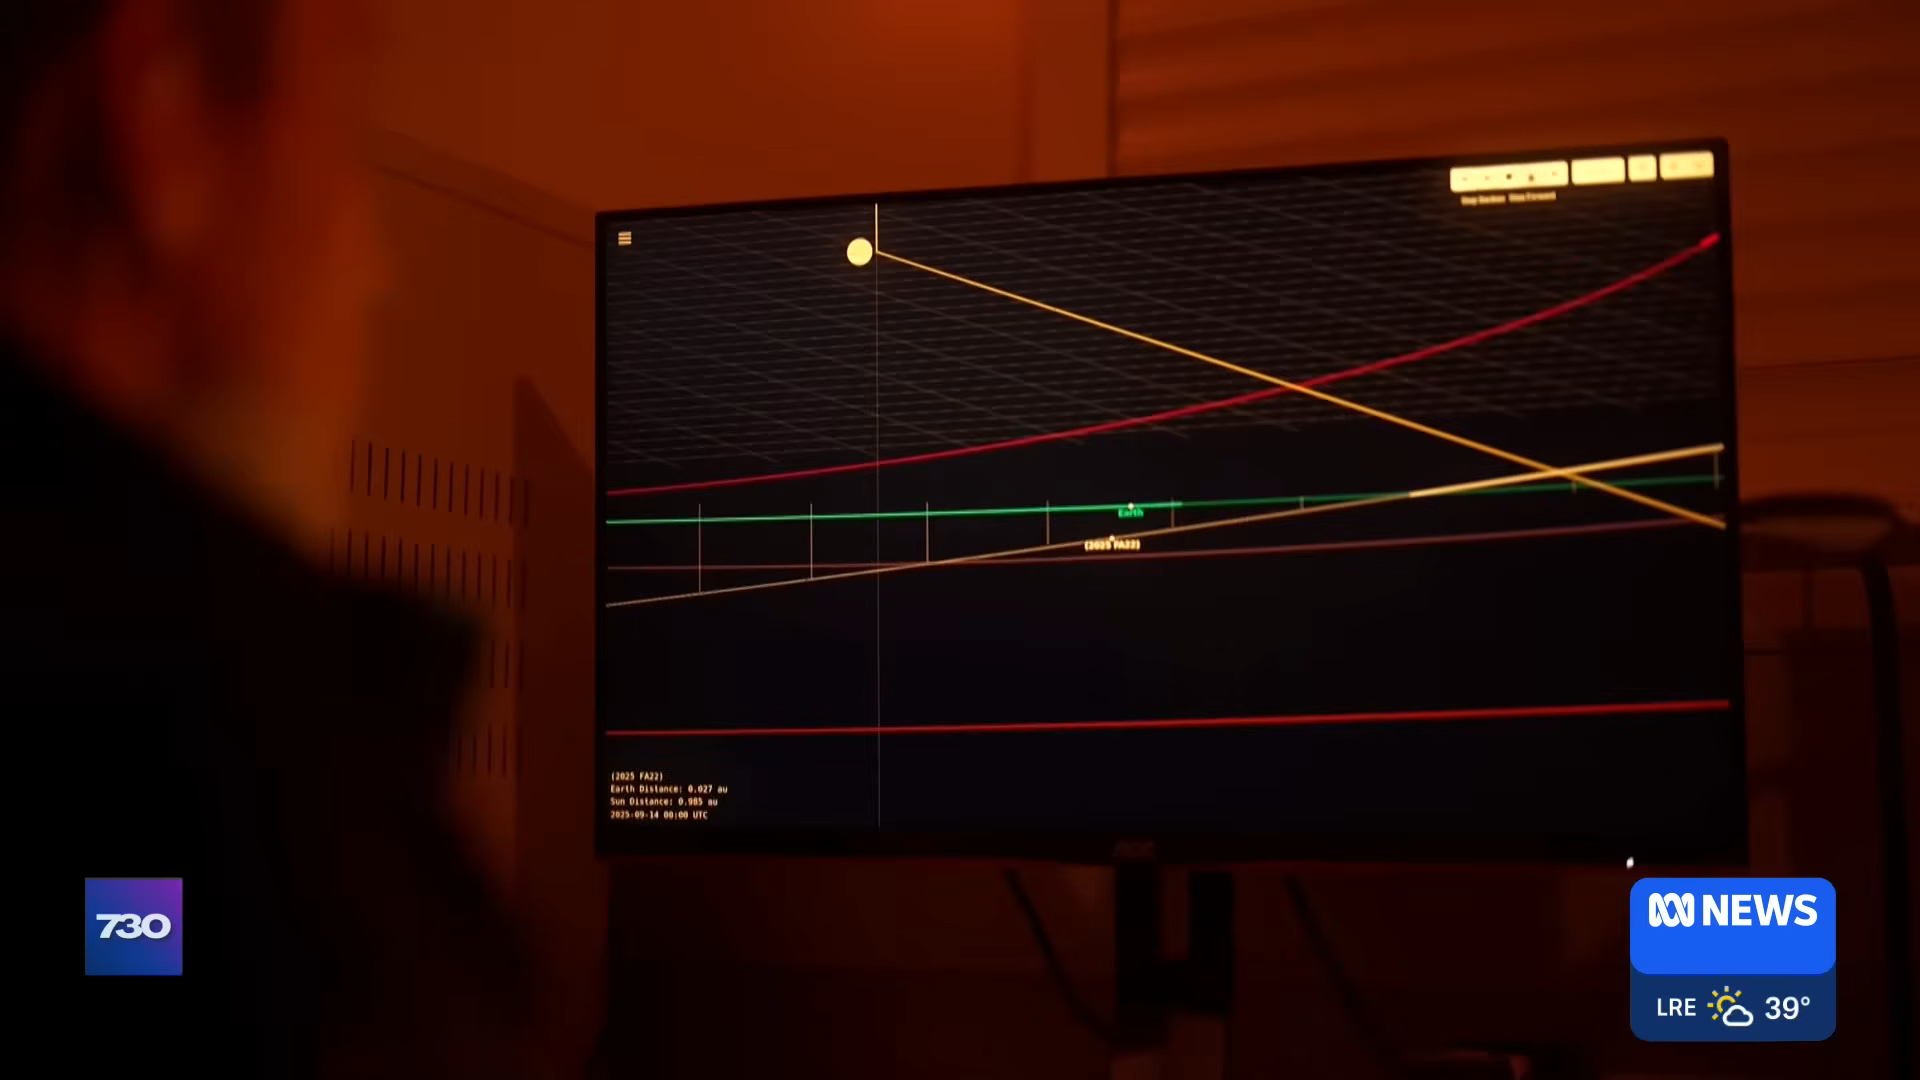 Earth
(2025 FA22)
(2025 FA22)
Earth Distance: 0.027 au
Sun Distance: 0.985 au
2025-09-14 00:00 UTC
730
NEWS
LRE 39°